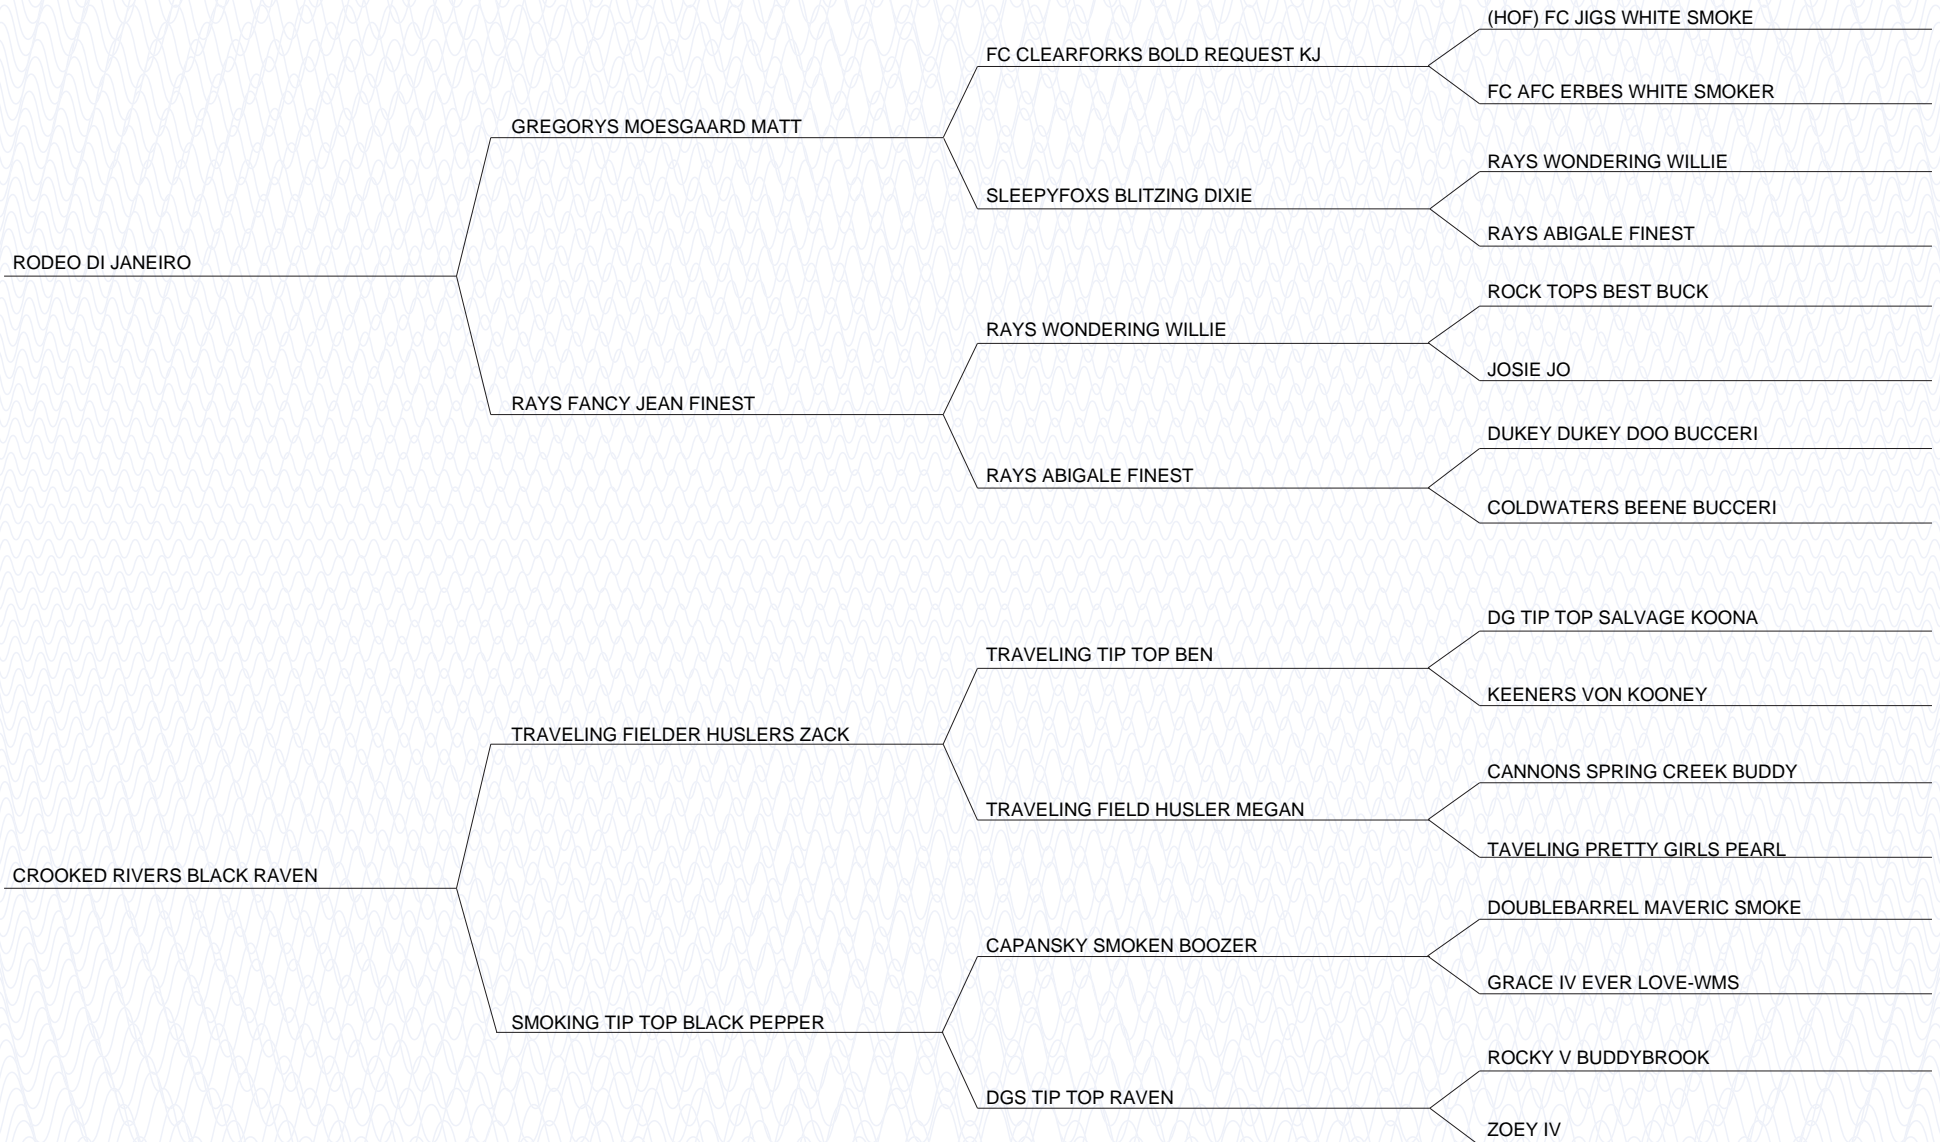 (HOF) FC JIGS WHITE SMOKE
FC CLEARFORKS BOLD REQUEST KJ
FC AFC ERBES WHITE SMOKER
GREGORYS MOESGAARD MATT
RAYS WONDERING WILLIE
SLEEPYFOXS BLITZING DIXIE
RAYS ABIGALE FINEST
RODEO DI JANEIRO
ROCK TOPS BEST BUCK
RAYS WONDERING WILLIE
JOSIE JO
RAYS FANCY JEAN FINEST
DUKEY DUKEY DOO BUCCERI
RAYS ABIGALE FINEST
COLDWATERS BEENE BUCCERI
DG TIP TOP SALVAGE KOONA
TRAVELING TIP TOP BEN
KEENERS VON KOONEY
TRAVELING FIELDER HUSLERS ZACK
CANNONS SPRING CREEK BUDDY
TRAVELING FIELD HUSLER MEGAN
TAVELING PRETTY GIRLS PEARL
CROOKED RIVERS BLACK RAVEN
DOUBLEBARREL MAVERIC SMOKE
CAPANSKY SMOKEN BOOZER
GRACE IV EVER LOVE-WMS
SMOKING TIP TOP BLACK PEPPER
ROCKY V BUDDYBROOK
DGS TIP TOP RAVEN
ZOEY IV